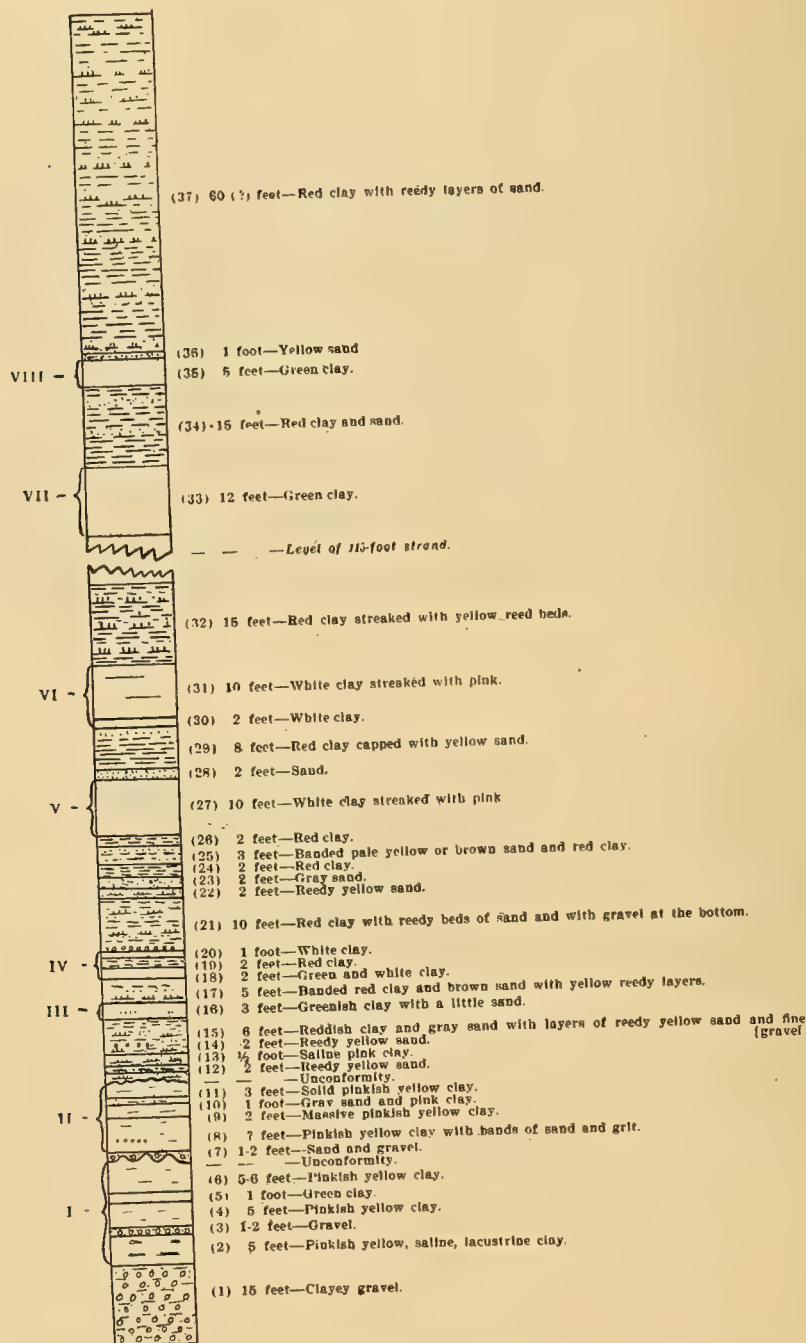 (37) 60 (?) feet—Red clay with reedy layers of sand.
(36) 1 foot—Yellow sand
VIII - (35) 5 feet—Green clay.
(34) 15 feet—Red clay and sand.
VII - (33) 12 feet—Green clay.
— — —Level of 115-foot strand.
(32) 15 feet—Red clay streaked with yellow reed beds.
VI - (31) 10 feet—White clay streaked with pink.
(30) 2 feet—White clay.
(29) 8 feet—Red clay capped with yellow sand.
(28) 2 feet—Sand.
V - (27) 10 feet—White clay streaked with pink
(26) 2 feet—Red clay.
(25) 3 feet—Banded pale yellow or brown sand and red clay.
(24) 2 feet—Red clay.
(23) 2 feet—Gray sand.
(22) 2 feet—Reedy yellow sand.
(21) 10 feet—Red clay with reedy beds of sand and with gravel at the bottom.
(20) 1 foot—White clay.
IV - (19) 2 feet—Red clay.
(18) 2 feet—Green and white clay.
(17) 5 feet—Banded red clay and brown sand with yellow reedy layers.
III - (16) 3 feet—Greenish clay with a little sand.
(15) 6 feet—Reddish clay and gray sand with layers of reedy yellow sand and fine
[gravel
(14) 2 feet—Reedy yellow sand.
(13) ½ foot—Saline pink clay.
(12) 2 feet—Reedy yellow sand.
— — —Unconformity.
(11) 3 feet—Solid pinkish yellow clay.
(10) 1 foot—Gray sand and pink clay.
II - (9) 2 feet—Massive pinkish yellow clay.
(8) 7 feet—Pinkish yellow clay with bands of sand and grit.
(7) 1-2 feet—Sand and gravel.
— — —Unconformity.
(6) 5-6 feet—Pinkish yellow clay.
(5) 1 foot—Green clay.
I - (4) 5 feet—Pinkish yellow clay.
(3) 1-2 feet—Gravel.
(2) 5 feet—Pinkish yellow, saline, lacustrine clay.
(1) 15 feet—Clayey gravel.